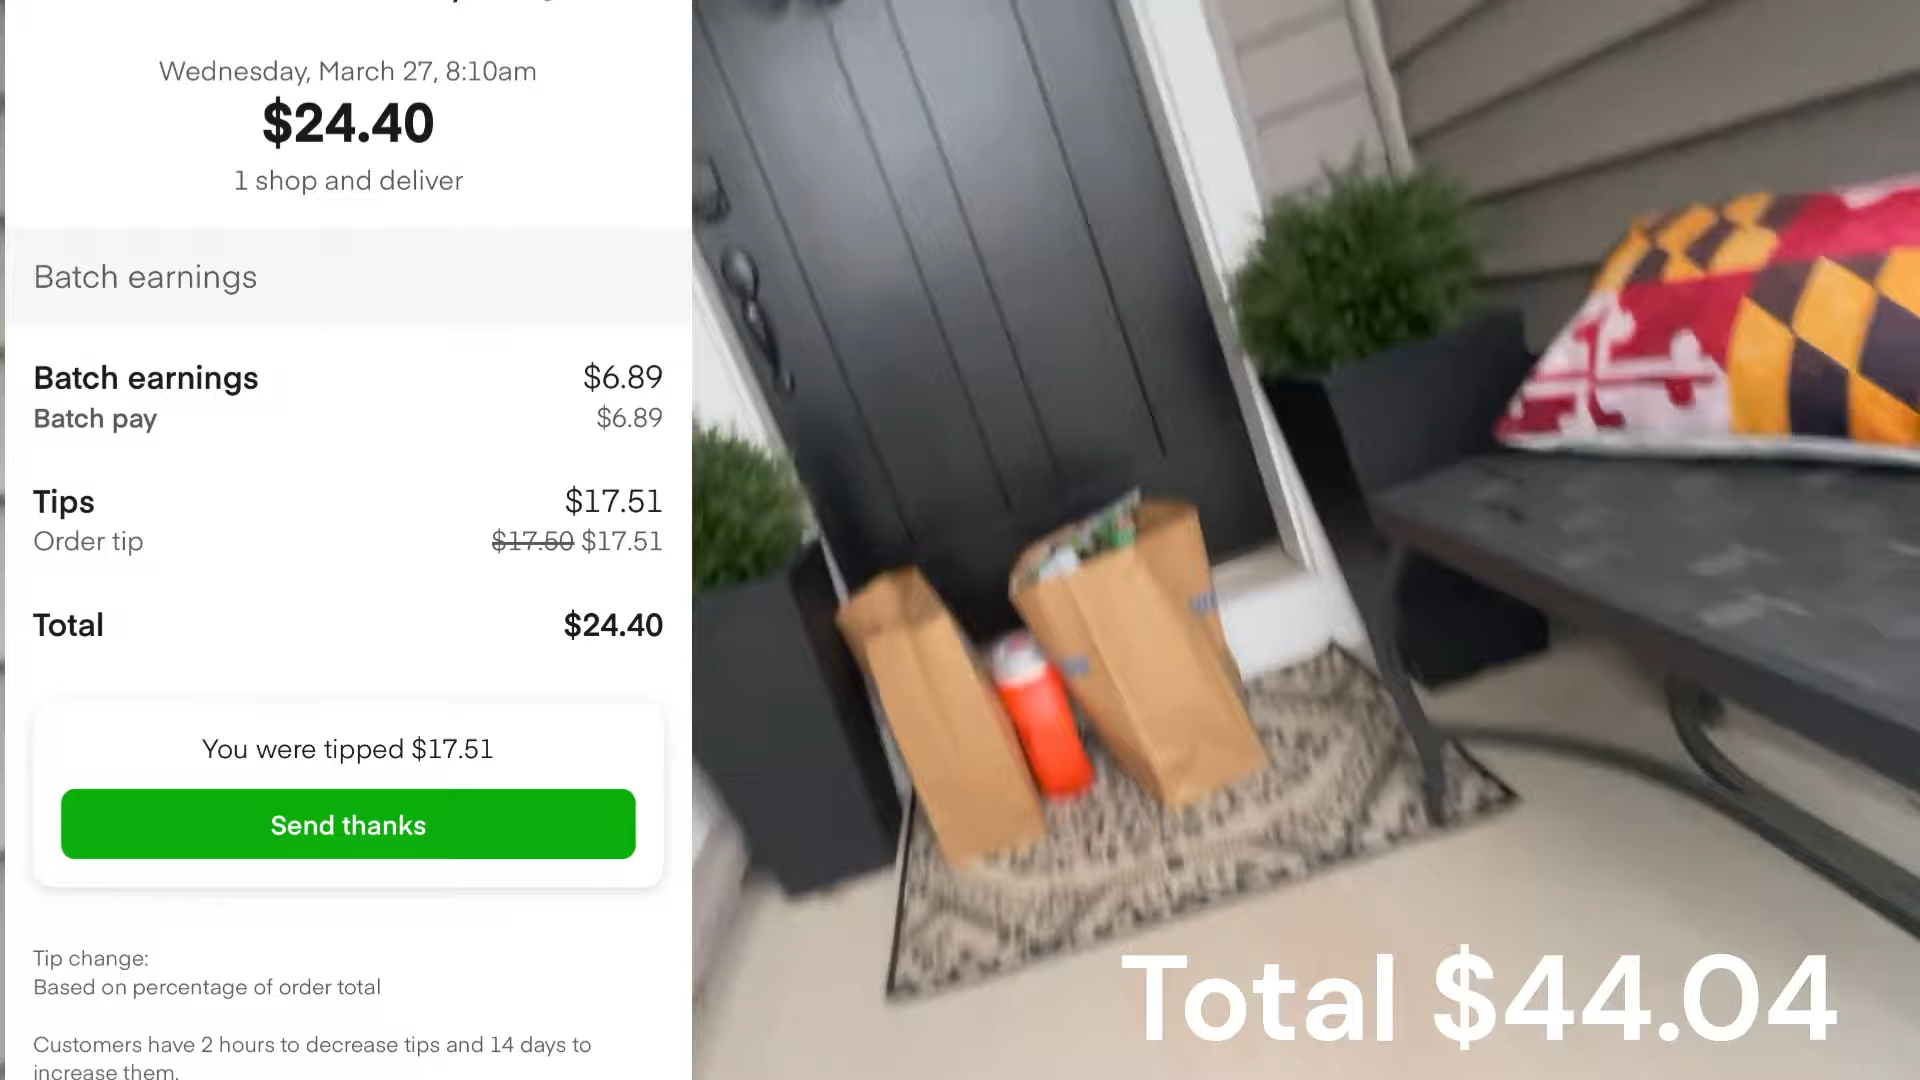 Wednesday, March 27, 8:10am
$24.40
1 shop and deliver
Batch earnings
Batch earnings $6.89
Batch pay $6.89
Tips $17.51
Order tip $17.50 $17.51
Total $24.40
You were tipped $17.51
Send thanks
Tip change:
Based on percentage of order total
Customers have 2 hours to decrease tips and 14 days to
increase them.
Total $44.04